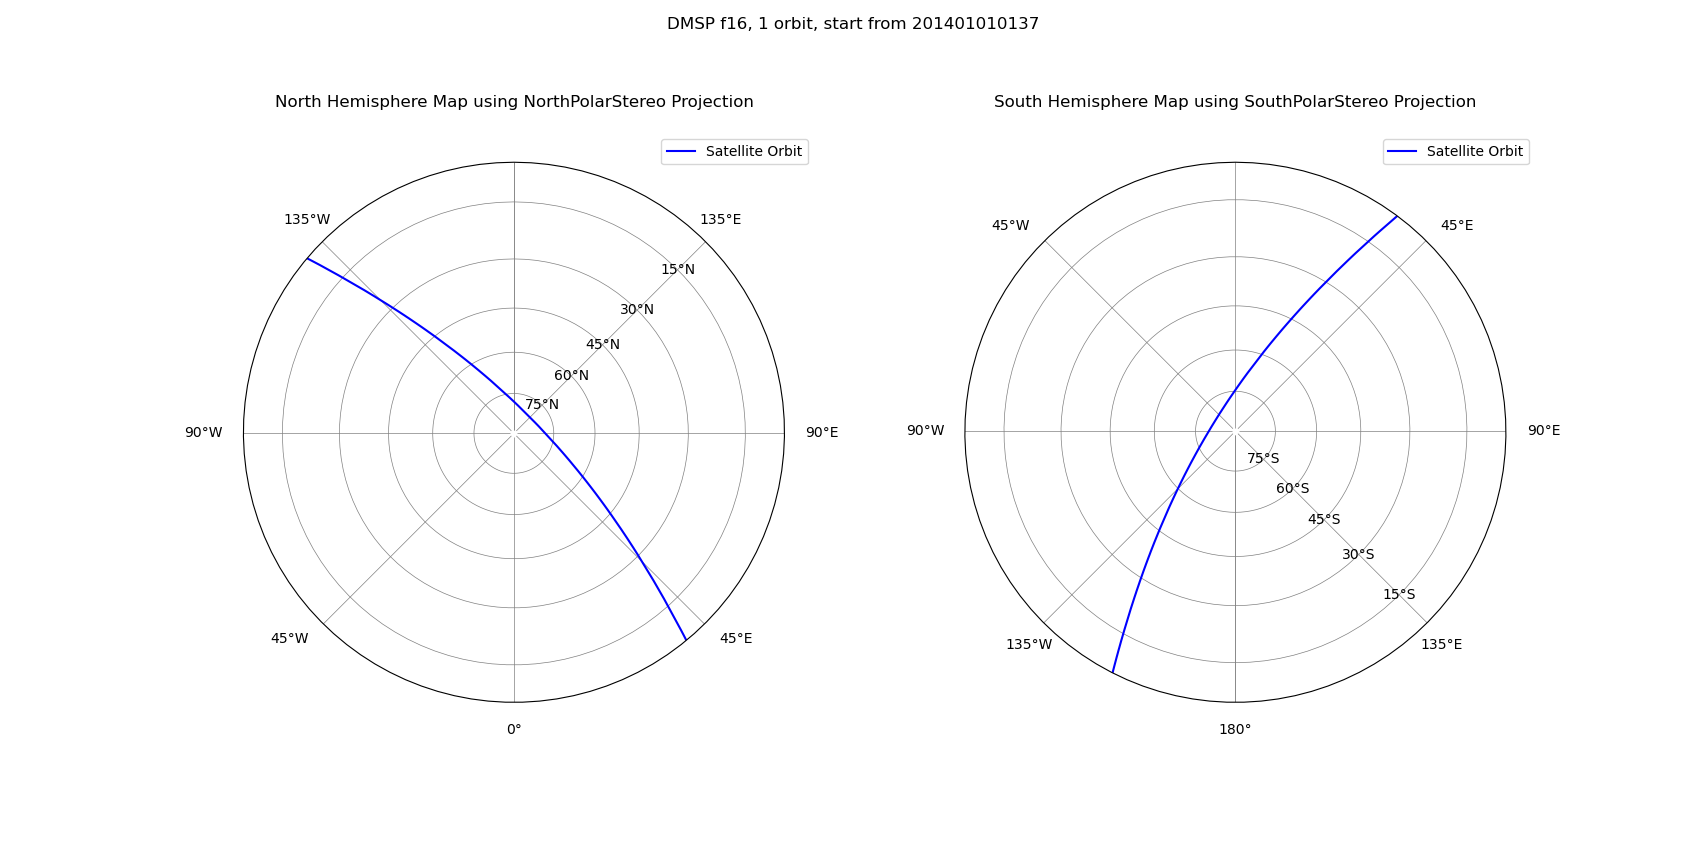 DMSP f16, 1 orbit, start from 201401010137
North Hemisphere Map using NorthPolarStereo Projection
Satellite Orbit
135°W
135°E
15°N
30°N
45°N
60°N
75°N
90°W
90°E
45°W
45°E
0°
South Hemisphere Map using SouthPolarStereo Projection
Satellite Orbit
45°W
45°E
90°W
90°E
75°S
60°S
45°S
30°S
15°S
135°W
135°E
180°